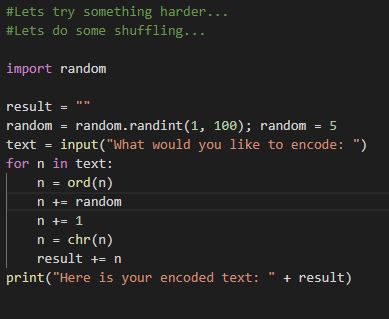 #Lets try something harder...
#Lets do some shuffling...
import random
result = ""
random = random.randint(1, 100); random = 5
text = input("What would you like to encode: ")
for n in text:
n = ord(n)
n += random
n += 1
n = chr(n)
result += n
print("Here is your encoded text: " + result)